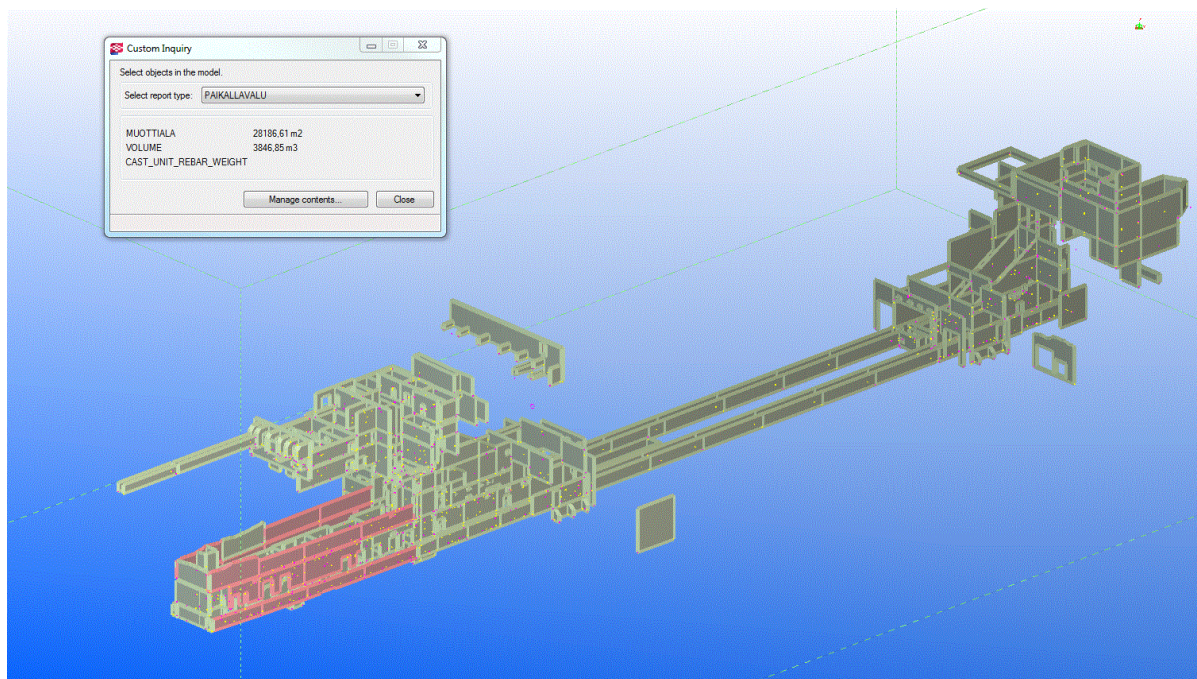 Custom Inquiry
Select objects in the model.
Select report type: PAIKALLAVALU
MUOTTIALA 28186,61 m2
VOLUME 3846,85 m3
CAST_UNIT_REBAR_WEIGHT
Manage contents... Close